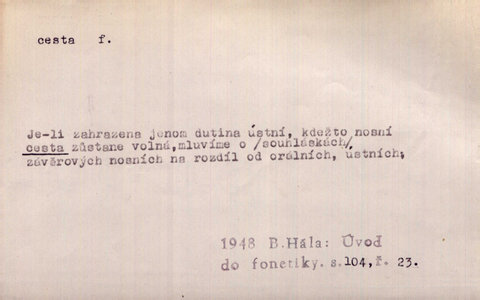 cesta f.
Je-li zahrazena jenom dutina ústní, kdežto nosní
cesta zůstane volná,mluvíme o /souhláskách/,
závěrových nosních na rozdíl od orálních, ústních;
1948 B.Hála: Úvod
do fonetiky. s.104,ř. 23.